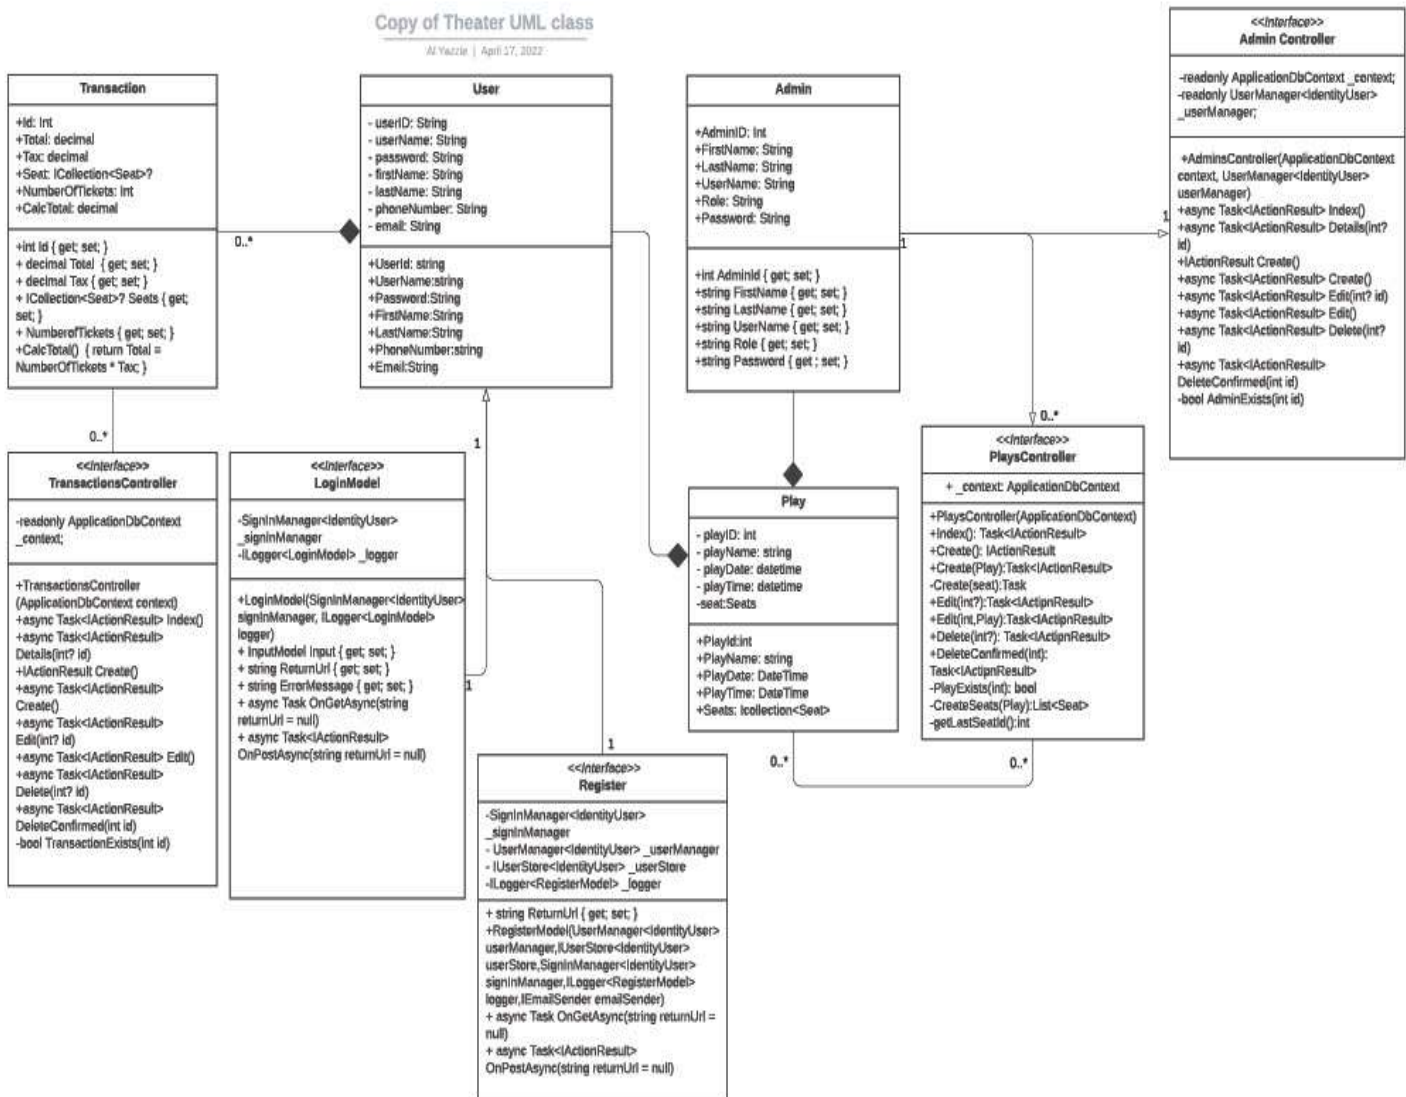 Copy of Theater UML class
Al Yazzie | April 17, 2022
Transaction
+Id: Int
+Total: decimal
+Tax: decimal
+Seat: ICollection<Seat>?
+NumberOfTickets: Int
+CalcTotal: decimal
+int Id { get; set; }
+ decimal Total { get; set; }
+ decimal Tax { get; set; }
+ ICollection<Seat>? Seats { get;
set; }
+ NumberofTickets { get; set; }
+CalcTotal() { return Total =
NumberOfTickets * Tax; }
0..*
User
- userID: String
- userName: String
- password: String
- firstName: String
- lastName: String
- phoneNumber: String
- email: String
+UserId: string
+UserName:string
+Password:String
+FirstName:String
+LastName:String
+PhoneNumber:string
+Email:String
Admin
+AdminID: Int
+FirstName: String
+LastName: String
+UserName: String
+Role: String
+Password: String
+int AdminId { get; set; }
+string FirstName { get; set; }
+string LastName { get; set; }
+string UserName { get; set; }
+string Role { get; set; }
+string Password { get ; set; }
1
1
<<Interface>>
Admin Controller
-readonly ApplicationDbContext _context;
-readonly UserManager<IdentityUser>
_userManager;
+AdminsController(ApplicationDbContext
context, UserManager<IdentityUser>
userManager)
+async Task<IActionResult> Index()
+async Task<IActionResult> Details(int?
id)
+IActionResult Create()
+async Task<IActionResult> Create()
+async Task<IActionResult> Edit(int? id)
+async Task<IActionResult> Edit()
+async Task<IActionResult> Delete(int?
id)
+async Task<IActionResult>
DeleteConfirmed(int id)
-bool AdminExists(int id)
0..*
<<Interface>>
TransactionsController
-readonly ApplicationDbContext
_context;
+TransactionsController
(ApplicationDbContext context)
+async Task<IActionResult> Index()
+async Task<IActionResult>
Details(int? id)
+IActionResult Create()
+async Task<IActionResult>
Create()
+async Task<IActionResult>
Edit(int? id)
+async Task<IActionResult> Edit()
+async Task<IActionResult>
Delete(int? id)
+async Task<IActionResult>
DeleteConfirmed(int id)
-bool TransactionExists(int id)
<<Interface>>
LoginModel
-SignInManager<IdentityUser>
_signInManager
-ILogger<LoginModel> _logger
+LoginModel(SignInManager<IdentityUser>
signInManager, ILogger<LoginModel>
logger)
+ InputModel Input { get; set; }
+ string ReturnUrl { get; set; }
+ string ErrorMessage { get; set; }
+ async Task OnGetAsync(string
returnUrl = null)
+ async Task<IActionResult>
OnPostAsync(string returnUrl = null)
1
1
1
<<Interface>>
Register
-SignInManager<IdentityUser>
_signInManager
- UserManager<IdentityUser> _userManager
- IUserStore<IdentityUser> _userStore
-ILogger<RegisterModel> _logger
+ string ReturnUrl { get; set; }
+RegisterModel(UserManager<IdentityUser>
userManager,IUserStore<IdentityUser>
userStore,SignInManager<IdentityUser>
signInManager,ILogger<RegisterModel>
logger,IEmailSender emailSender)
+ async Task OnGetAsync(string returnUrl =
null)
+ async Task<IActionResult>
OnPostAsync(string returnUrl = null)
Play
- playID: int
- playName: string
- playDate: datetime
- playTime: datetime
-seat:Seats
+PlayId:int
+PlayName: string
+PlayDate: DateTime
+PlayTime: DateTime
+Seats: Icollection<Seat>
0..*
0..*
<<Interface>>
PlaysController
+ _context: ApplicationDbContext
+PlaysController(ApplicationDbContext)
+Index(): Task<IActionResult>
+Create(): IActionResult
+Create(Play):Task<IActionResult>
-Create(seat):Task
+Edit(int?):Task<IActipnResult>
+Edit(int,Play):Task<IActipnResult>
+Delete(int?): Task<IActipnResult>
+DeleteConfirmed(int):
Task<IActipnResult>
-PlayExists(int): bool
-CreateSeats(Play):List<Seat>
-getLastSeatId():int
0..*